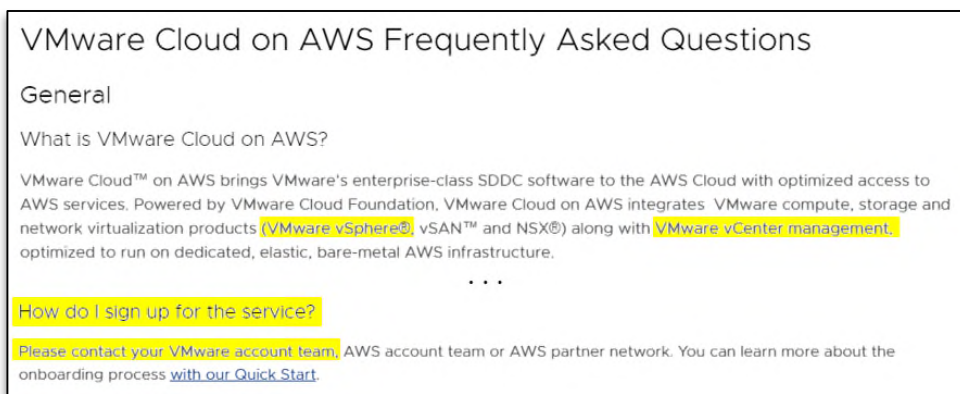 VMware Cloud on AWS Frequently Asked Questions
General
What is VMware Cloud on AWS?
VMware Cloud™ on AWS brings VMware's enterprise-class SDDC software to the AWS Cloud with optimized access to
AWS services. Powered by VMware Cloud Foundation, VMware Cloud on AWS integrates VMware compute, storage and
network virtualization products (VMware vSphere®, vSAN™ and NSX®) along with VMware vCenter management,
optimized to run on dedicated, elastic, bare-metal AWS infrastructure.
. . .
How do I sign up for the service?
Please contact your VMware account team, AWS account team or AWS partner network. You can learn more about the
onboarding process with our Quick Start.